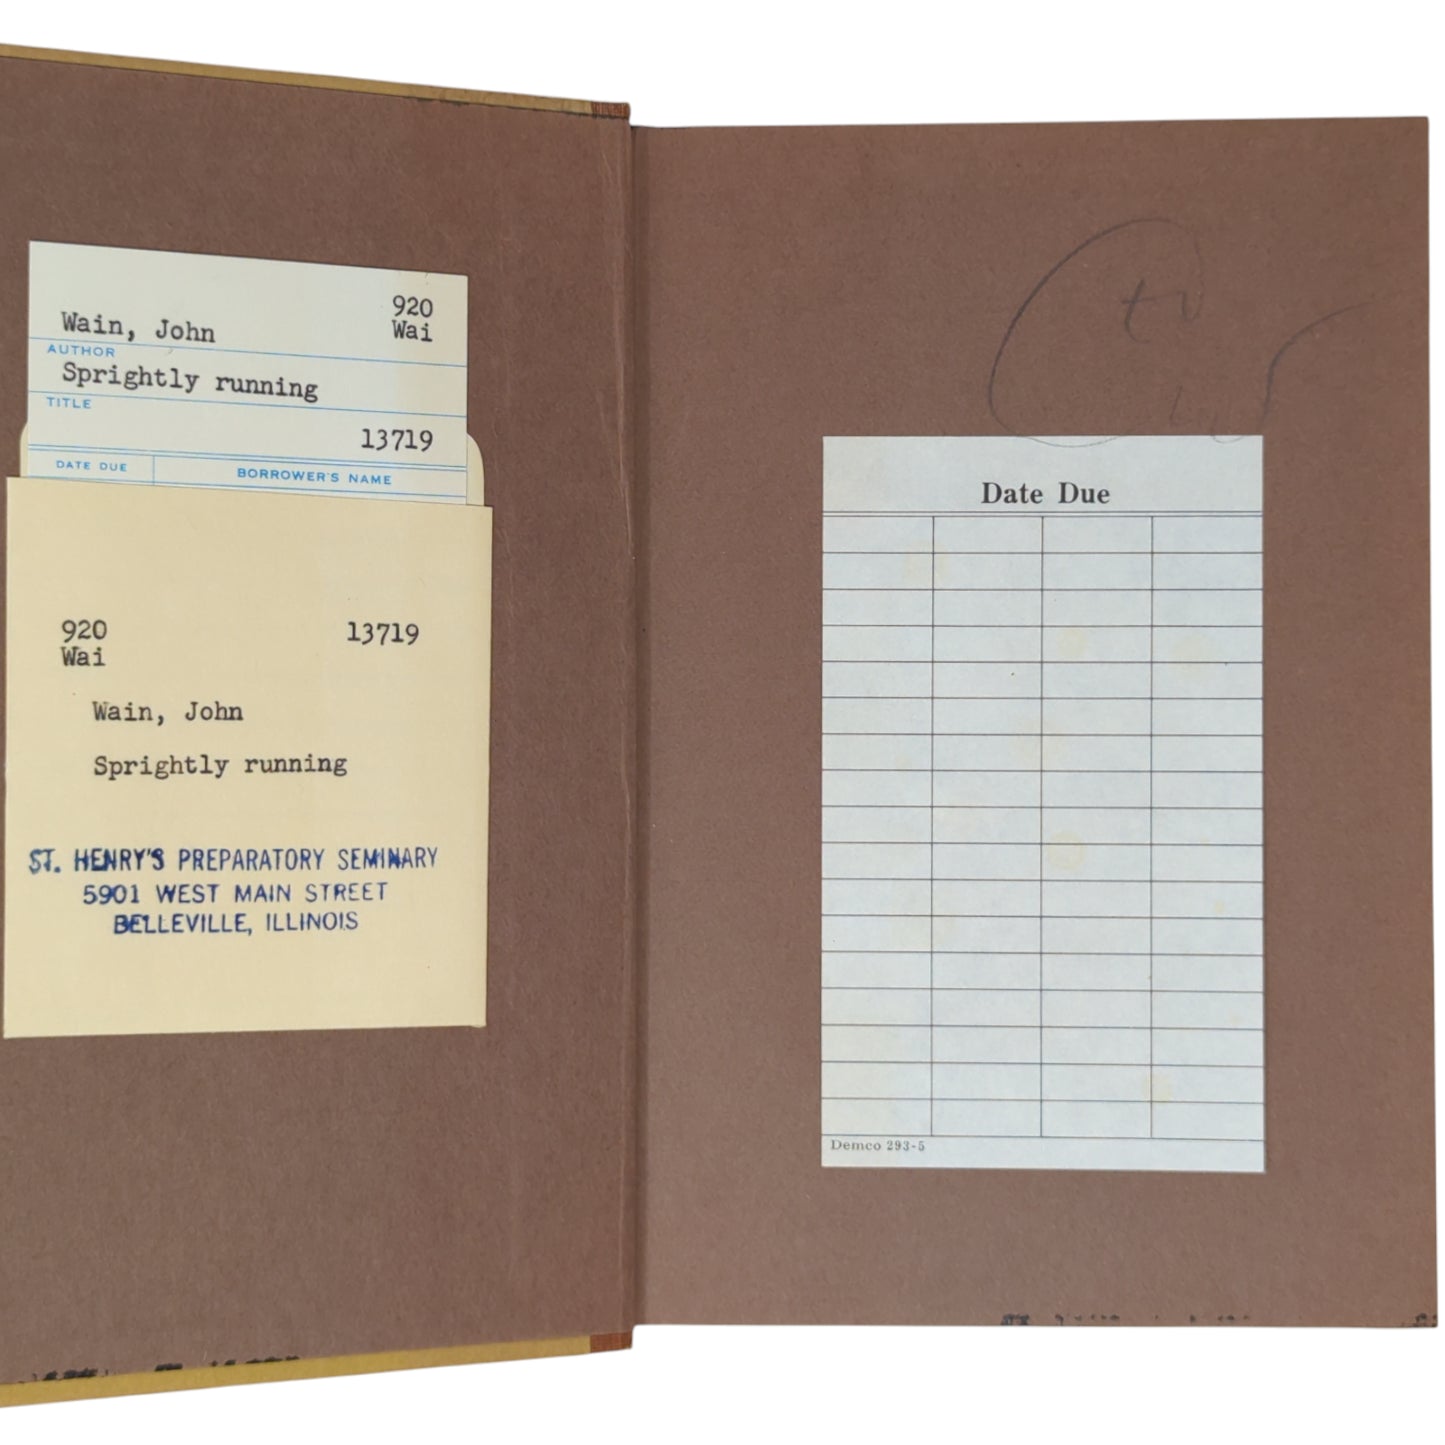 920
Wain, John Wai
AUTHOR
Sprightly running
TITLE
13719
DATE DUE BORROWER'S NAME
920 13719
Wai
Wain, John
Sprightly running
ST. HENRY'S PREPARATORY SEMINARY
5901 WEST MAIN STREET
BELLEVILLE, ILLINOIS
Date Due
Demco 293-5